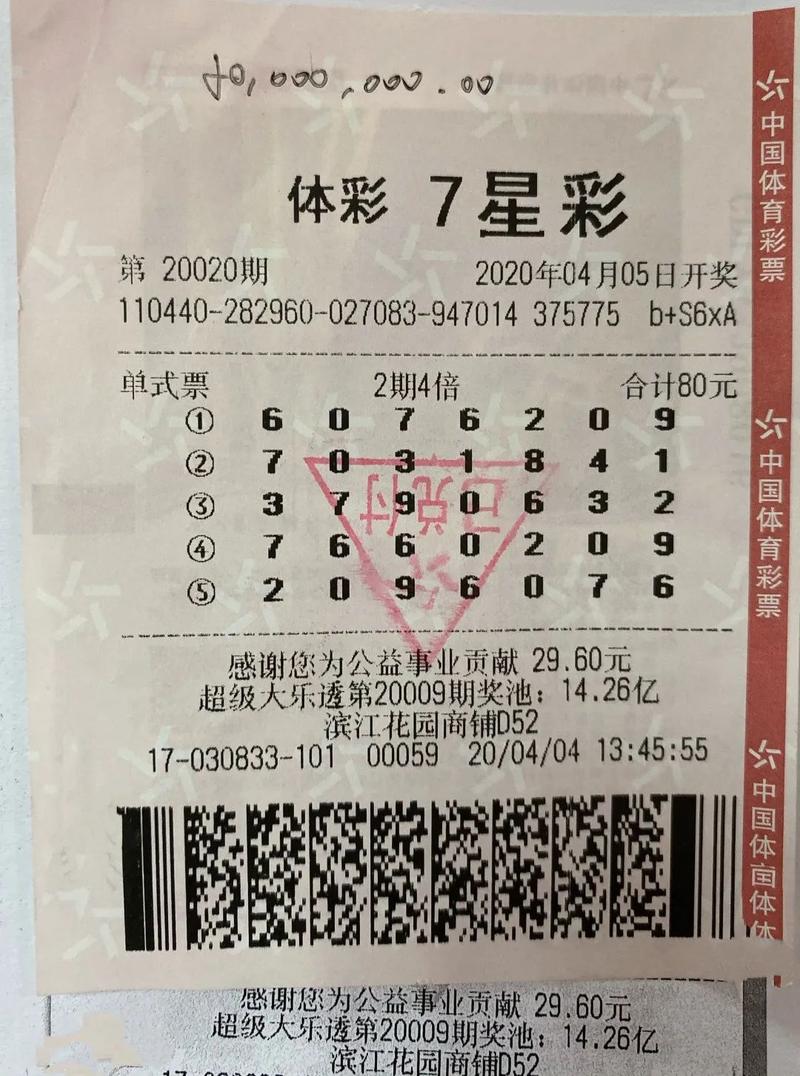 40,000,000.00
体彩 7星彩
第 20020期 2020年04月05日开奖
110440-282960-027083-947014 375775 b+S6xA
单式票 2期4倍 合计80元
① 6 0 7 6 2 0 9
② 7 0 3 1 8 4 1
③ 3 7 9 0 6 3 2
④ 7 6 6 0 2 0 9
⑤ 2 0 9 6 0 7 6
已兑付
感谢您为公益事业贡献 29.60元
超级大乐透第20009期奖池：14.26亿
滨江花园商铺D52
17-030833-101 00059 20/04/04 13:45:55
中国体育彩票
中国体育彩票
中国体
体
感谢您为公益事业贡献 29.60元
超级大乐透第20009期奖池：14.26亿
滨江花园商铺D52